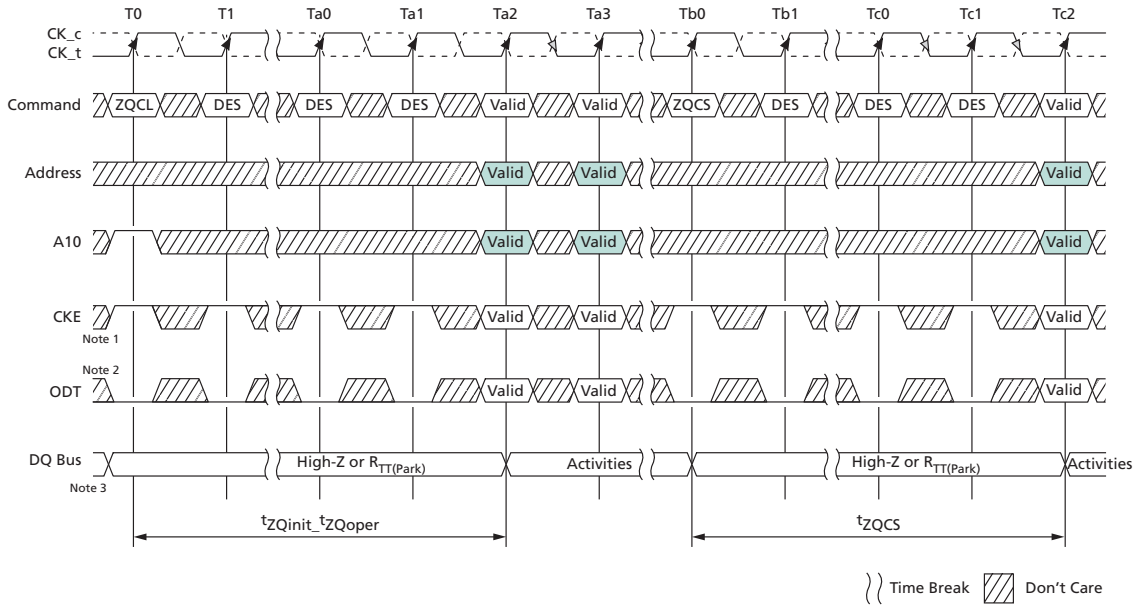 T0 T1 Ta0 Ta1 Ta2 Ta3 Tb0 Tb1 Tc0 Tc1 Tc2
CK_c
CK_t
Command ZQCL DES DES DES Valid Valid ZQCS DES DES DES Valid
Address Valid Valid Valid
A10 Valid Valid Valid
CKE Valid Valid Valid
Note 1
Note 2
ODT Valid Valid Valid
DQ Bus High-Z or RTT(Park) Activities High-Z or RTT(Park) Activities
Note 3
tZQinit_tZQoper tZQCS
Time Break Don't Care